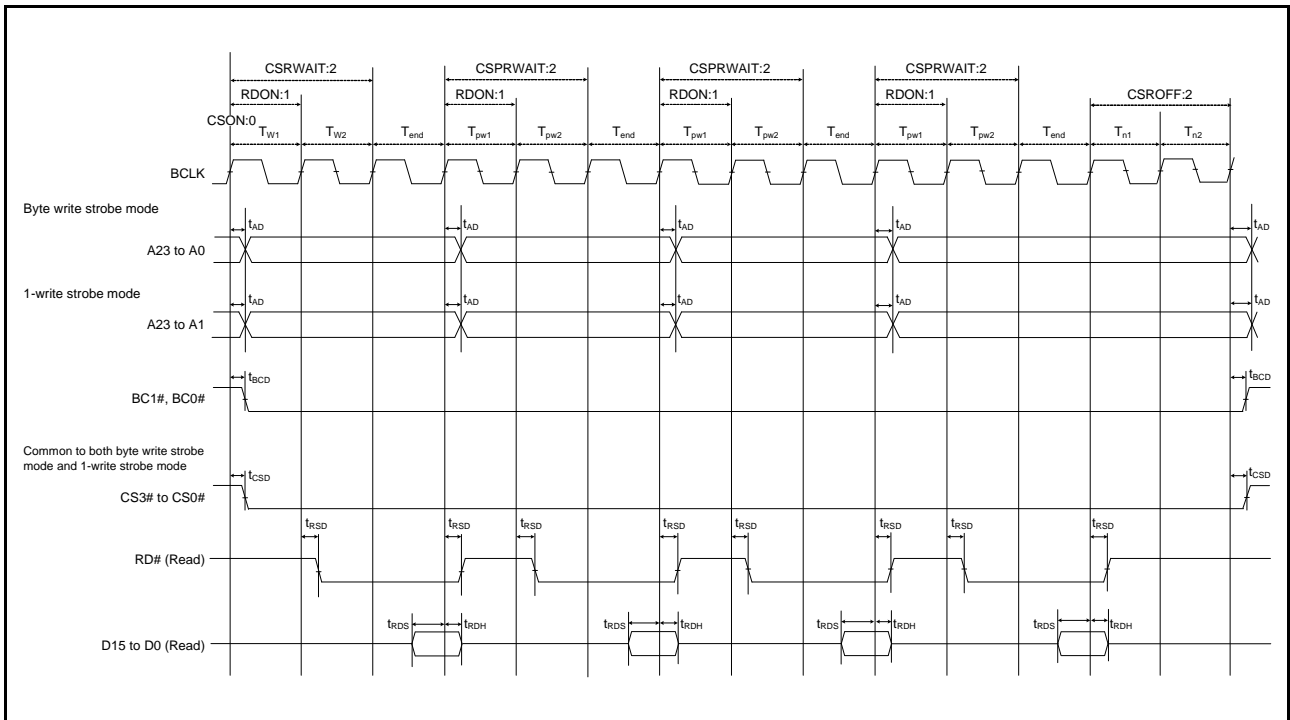 CSRWAIT:2 CSPRWAIT:2 CSPRWAIT:2 CSPRWAIT:2
RDON:1 RDON:1 RDON:1 RDON:1 CSROFF:2
CSON:0
TW1 TW2 Tend Tpw1 Tpw2 Tend Tpw1 Tpw2 Tend Tpw1 Tpw2 Tend Tn1 Tn2
BCLK
Byte write strobe mode
tAD tAD tAD tAD tAD
A23 to A0
1-write strobe mode
tAD tAD tAD tAD tAD
A23 to A1
tBCD tBCD
BC1#, BC0#
Common to both byte write strobe
mode and 1-write strobe mode
tCSD tCSD
CS3# to CS0#
tRSD tRSD tRSD tRSD tRSD tRSD tRSD tRSD
RD# (Read)
tRDS tRDH tRDS tRDH tRDS tRDH tRDS tRDH
D15 to D0 (Read)